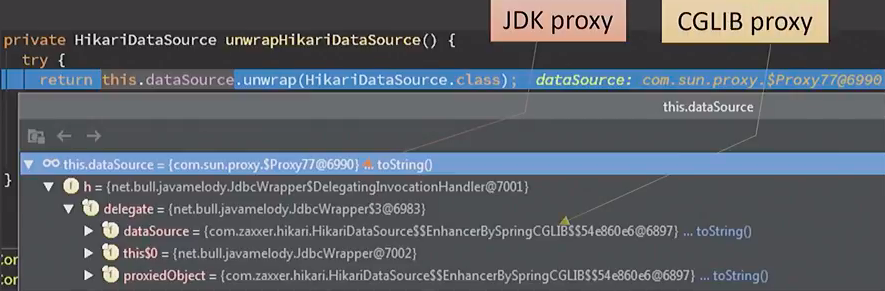 JDK proxy
CGLIB proxy
private HikariDataSource unwrapHikariDataSource() {
try {
return this.dataSource.unwrap(HikariDataSource.class); dataSource: com.sun.proxy.$Proxy77@6990
this.dataSource
this.dataSource = {com.sun.proxy.$Proxy77@6990} ... toString()
}
h = {net.bull.javamelody.JdbcWrapper$DelegatingInvocationHandler@7001}
delegate = {net.bull.javamelody.JdbcWrapper$3@6983}
dataSource = {com.zaxxer.hikari.HikariDataSource$$EnhancerBySpringCGLIB$$54e860e6@6897} ... toString()
this$0 = {net.bull.javamelody.JdbcWrapper@7002}
proxiedObject = {com.zaxxer.hikari.HikariDataSource$$EnhancerBySpringCGLIB$$54e860e6@6897} ... toString()